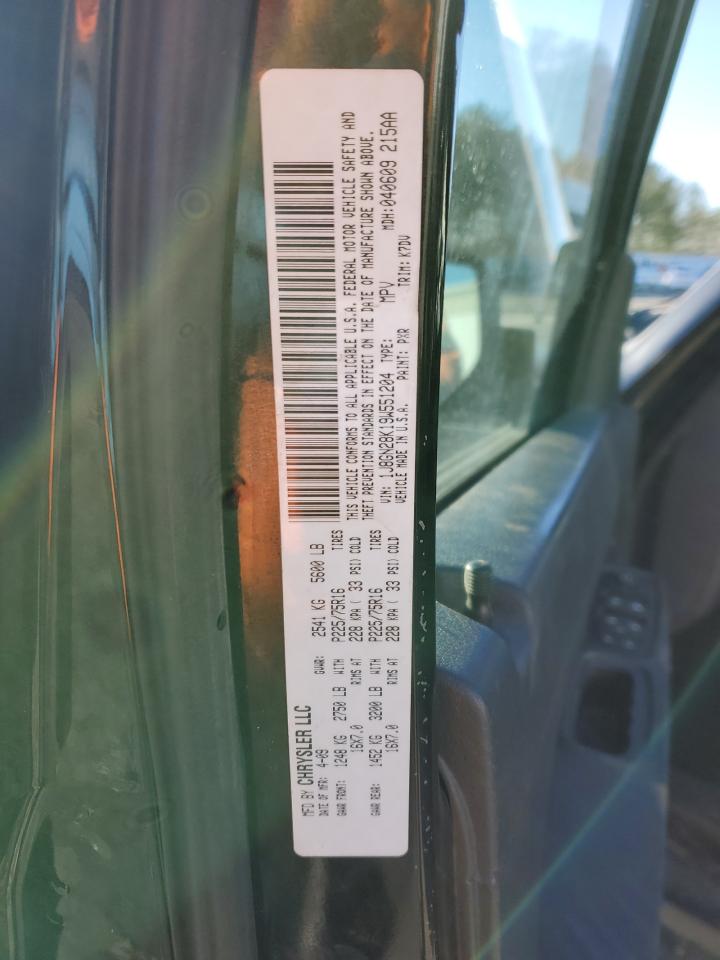 MFD BY CHRYSLER LLC
DATE OF MFR: 4-09 GVWR: 2541 KG 5600 LB
GAWR FRONT: 1248 KG 2750 LB WITH P225/75R16 TIRES
16X7.0 RIMS AT 228 KPA ( 33 PSI) COLD
GAWR REAR: 1452 KG 3200 LB WITH P225/75R16 TIRES
16X7.0 RIMS AT 228 KPA ( 33 PSI) COLD
THIS VEHICLE CONFORMS TO ALL APPLICABLE U.S.A. FEDERAL MOTOR VEHICLE SAFETY AND
THEFT PREVENTION STANDARDS IN EFFECT ON THE DATE OF MANUFACTURE SHOWN ABOVE.
VIN: 1J8GN28K19W551204 TYPE: MPV MDH:040609 215AA
VEHICLE MADE IN U.S.A. PAINT: PXR TRIM: K7DV